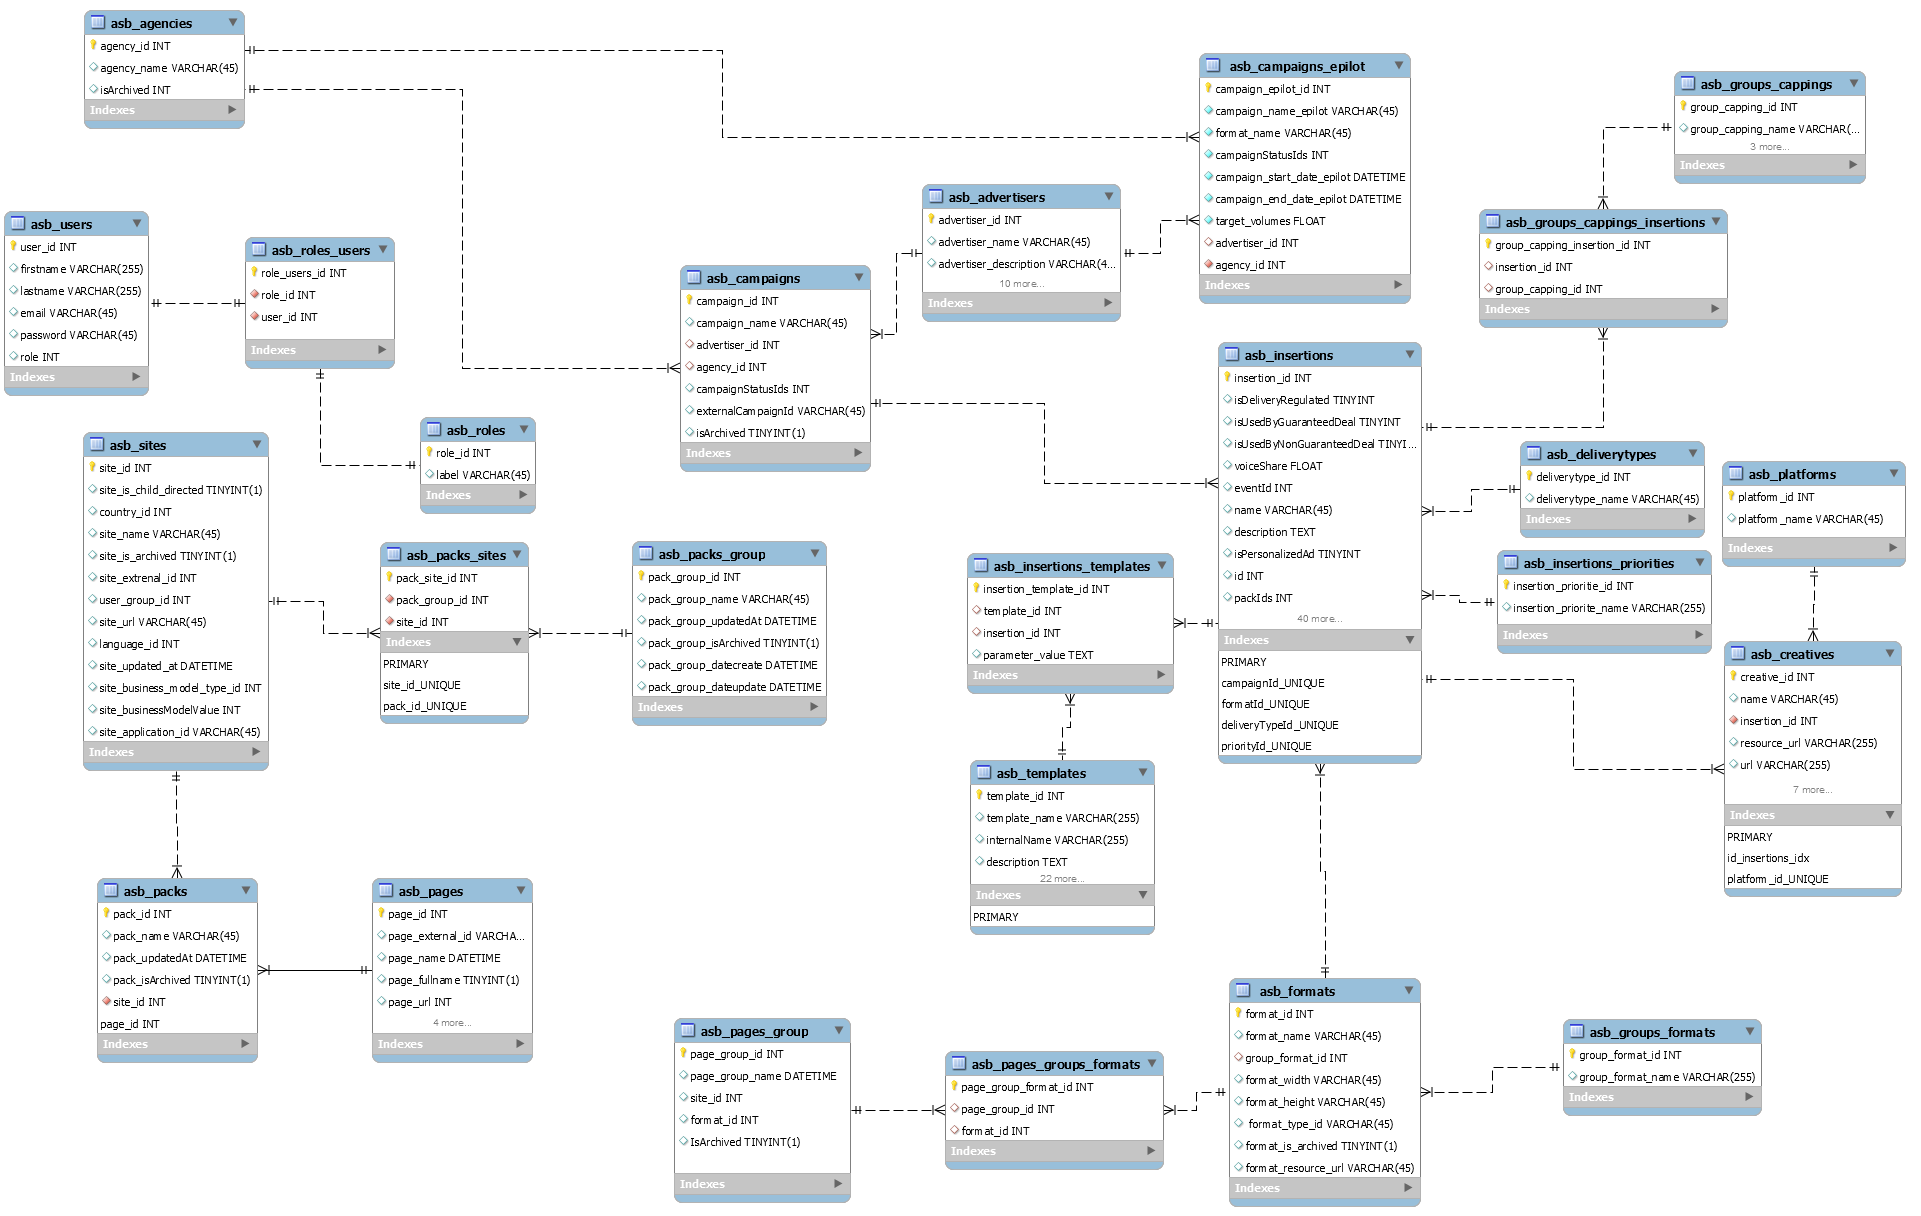 asb_agencies
agency_id INT
agency_name VARCHAR(45)
isArchived INT
Indexes
asb_campaigns_epilot
campaign_epilot_id INT
campaign_name_epilot VARCHAR(45)
format_name VARCHAR(45)
campaignStatusIds INT
campaign_start_date_epilot DATETIME
campaign_end_date_epilot DATETIME
target_volumes FLOAT
advertiser_id INT
agency_id INT
Indexes
asb_groups_cappings
group_capping_id INT
group_capping_name VARCHAR(...
3 more...
Indexes
asb_advertisers
advertiser_id INT
advertiser_name VARCHAR(45)
advertiser_description VARCHAR(4...
10 more...
Indexes
asb_users
user_id INT
firstname VARCHAR(255)
lastname VARCHAR(255)
email VARCHAR(45)
password VARCHAR(45)
role INT
Indexes
asb_roles_users
role_users_id INT
role_id INT
user_id INT
Indexes
asb_groups_cappings_insertions
group_capping_insertion_id INT
insertion_id INT
group_capping_id INT
Indexes
asb_campaigns
campaign_id INT
campaign_name VARCHAR(45)
advertiser_id INT
agency_id INT
campaignStatusIds INT
externalCampaignId VARCHAR(45)
isArchived TINYINT(1)
Indexes
asb_insertions
insertion_id INT
isDeliveryRegulated TINYINT
isUsedByGuaranteedDeal TINYINT
isUsedByNonGuaranteedDeal TINYI...
voiceShare FLOAT
eventId INT
name VARCHAR(45)
description TEXT
isPersonalizedAd TINYINT
id INT
packIds INT
40 more...
Indexes
PRIMARY
campaignId_UNIQUE
formatId_UNIQUE
deliveryTypeId_UNIQUE
priorityId_UNIQUE
asb_roles
role_id INT
label VARCHAR(45)
Indexes
asb_sites
site_id INT
site_is_child_directed TINYINT(1)
country_id INT
site_name VARCHAR(45)
site_is_archived TINYINT(1)
site_extrenal_id INT
user_group_id INT
site_url VARCHAR(45)
language_id INT
site_updated_at DATETIME
site_business_model_type_id INT
site_businessModelValue INT
site_application_id VARCHAR(45)
Indexes
asb_deliverytypes
deliverytype_id INT
deliverytype_name VARCHAR(45)
Indexes
asb_platforms
platform_id INT
platform_name VARCHAR(45)
Indexes
asb_packs_sites
pack_site_id INT
pack_group_id INT
site_id INT
Indexes
PRIMARY
site_id_UNIQUE
pack_id_UNIQUE
asb_packs_group
pack_group_id INT
pack_group_name VARCHAR(45)
pack_group_updatedAt DATETIME
pack_group_isArchived TINYINT(1)
pack_group_datecreate DATETIME
pack_group_dateupdate DATETIME
Indexes
asb_insertions_templates
insertion_template_id INT
template_id INT
insertion_id INT
parameter_value TEXT
Indexes
asb_insertions_priorities
insertion_prioritie_id INT
insertion_priorite_name VARCHAR(255)
Indexes
asb_creatives
creative_id INT
name VARCHAR(45)
insertion_id INT
resource_url VARCHAR(255)
url VARCHAR(255)
7 more...
Indexes
PRIMARY
id_insertions_idx
platform_id_UNIQUE
asb_templates
template_id INT
template_name VARCHAR(255)
internalName VARCHAR(255)
description TEXT
22 more...
Indexes
PRIMARY
asb_packs
pack_id INT
pack_name VARCHAR(45)
pack_updatedAt DATETIME
pack_isArchived TINYINT(1)
site_id INT
page_id INT
Indexes
asb_pages
page_id INT
page_external_id VARCHA...
page_name DATETIME
page_fullname TINYINT(1)
page_url INT
4 more...
Indexes
asb_pages_group
page_group_id INT
page_group_name DATETIME
site_id INT
format_id INT
IsArchived TINYINT(1)
Indexes
asb_pages_groups_formats
page_group_format_id INT
page_group_id INT
format_id INT
Indexes
asb_formats
format_id INT
format_name VARCHAR(45)
group_format_id INT
format_width VARCHAR(45)
format_height VARCHAR(45)
format_type_id VARCHAR(45)
format_is_archived TINYINT(1)
format_resource_url VARCHAR(45)
Indexes
asb_groups_formats
group_format_id INT
group_format_name VARCHAR(255)
Indexes